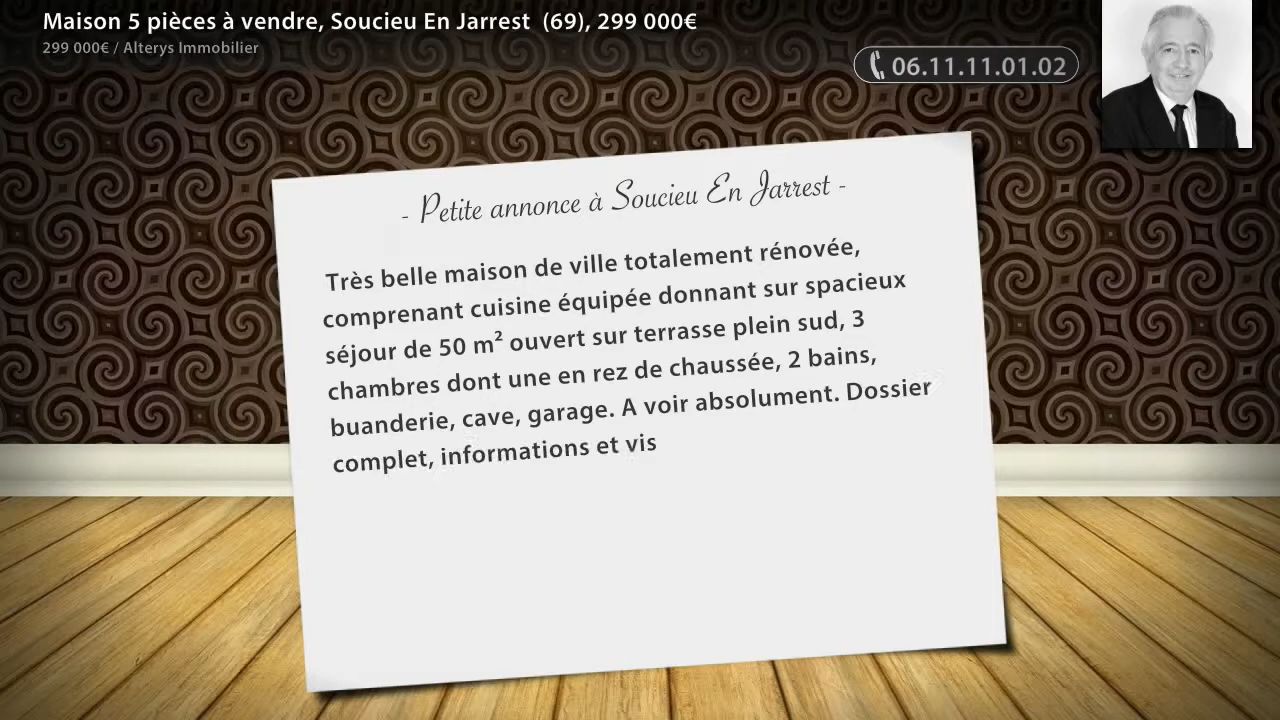 Maison 5 pièces à vendre, Soucieu En Jarrest (69), 299 000€
299 000€ / Alterys Immobilier
06.11.11.01.02
- Petite annonce à Soucieu En Jarrest -
Très belle maison de ville totalement rénovée,
comprenant cuisine équipée donnant sur spacieux
séjour de 50 m² ouvert sur terrasse plein sud, 3
chambres dont une en rez de chaussée, 2 bains,
buanderie, cave, garage. A voir absolument. Dossier
complet, informations et vis